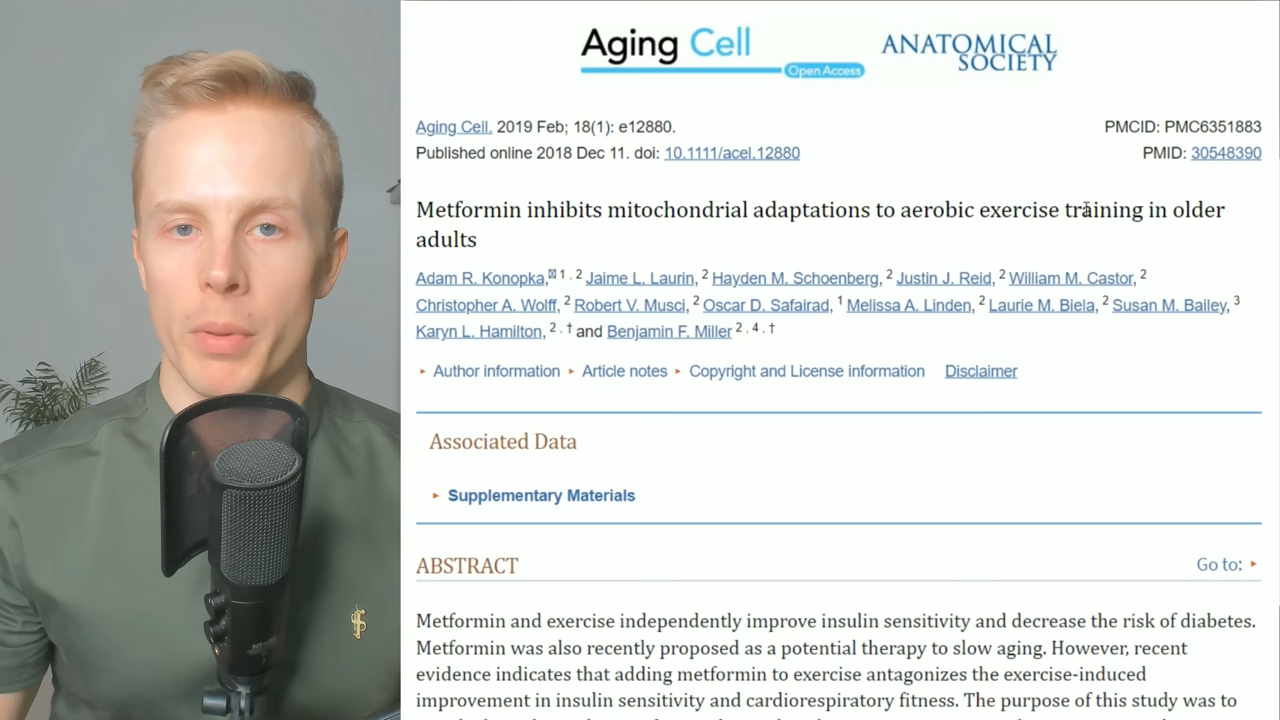 Aging Cell
Open Access
ANATOMICAL
SOCIETY
Aging Cell. 2019 Feb; 18(1): e12880.
PMCID: PMC6351883
Published online 2018 Dec 11. doi: 10.1111/acel.12880
PMID: 30548390
Metformin inhibits mitochondrial adaptations to aerobic exercise training in older
adults
Adam R. Konopka, 1 , 2 Jaime L. Laurin, 2 Hayden M. Schoenberg, 2 Justin J. Reid, 2 William M. Castor, 2
Christopher A. Wolff, 2 Robert V. Musci, 2 Oscar D. Safairad, 1 Melissa A. Linden, 2 Laurie M. Biela, 2 Susan M. Bailey, 3
Karyn L. Hamilton, 2 , † and Benjamin F. Miller 2 , 4 , †
Author information Article notes Copyright and License information Disclaimer
Associated Data
Supplementary Materials
ABSTRACT
Go to:
Metformin and exercise independently improve insulin sensitivity and decrease the risk of diabetes.
Metformin was also recently proposed as a potential therapy to slow aging. However, recent
evidence indicates that adding metformin to exercise antagonizes the exercise-induced
improvement in insulin sensitivity and cardiorespiratory fitness. The purpose of this study was to